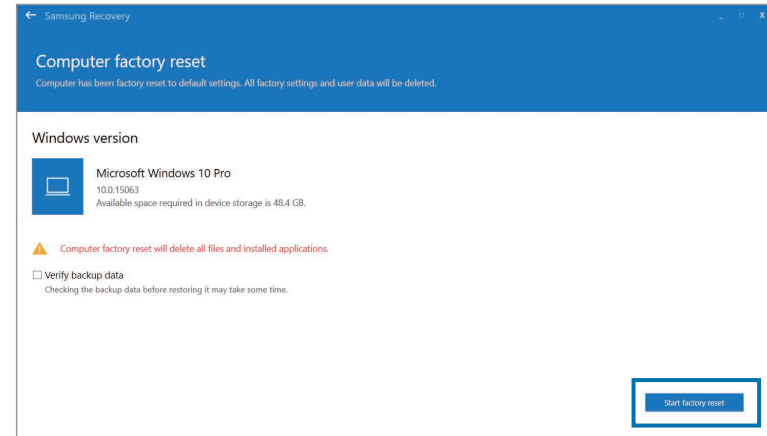 Samsung Recovery
Computer factory reset
Computer has been factory reset to default settings. All factory settings and user data will be deleted.
Windows version
Microsoft Windows 10 Pro
10.0.15063
Available space required in device storage is 48.4 GB.
Computer factory reset will delete all files and installed applications.
Verify backup data
Checking the backup data before restoring it may take some time.
Start factory reset